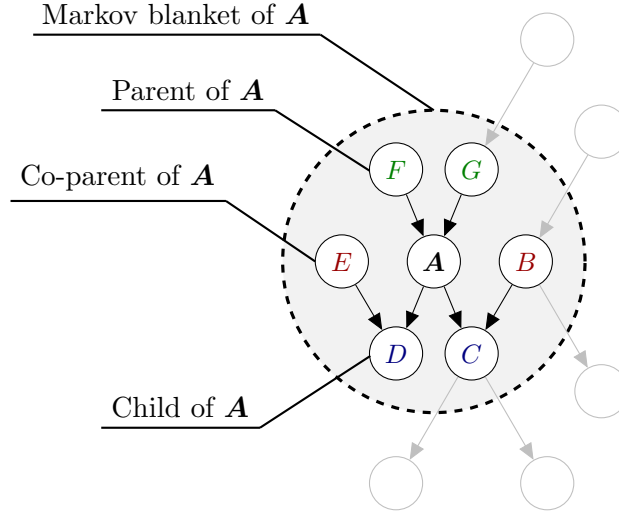 Markov blanket of A
Parent of A
F G
Co-parent of A
E A B
D C
Child of A